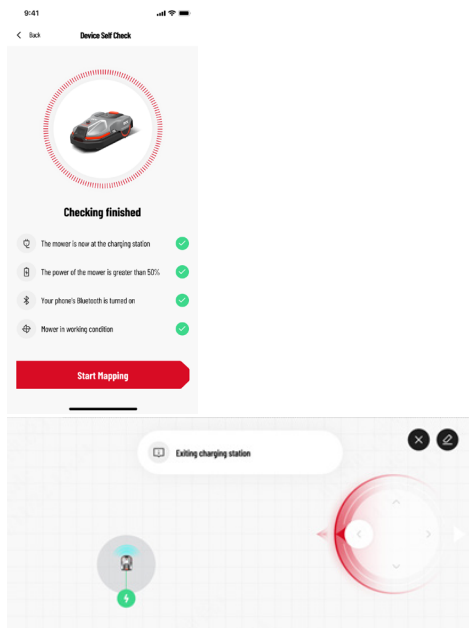 9:41
Back
Device Self Check
Checking finished
The mower is now at the charging station
The power of the mower is greater than 50%
Your phone's Bluetooth is turned on
Mower in working condition
Start Mapping
Exiting charging station